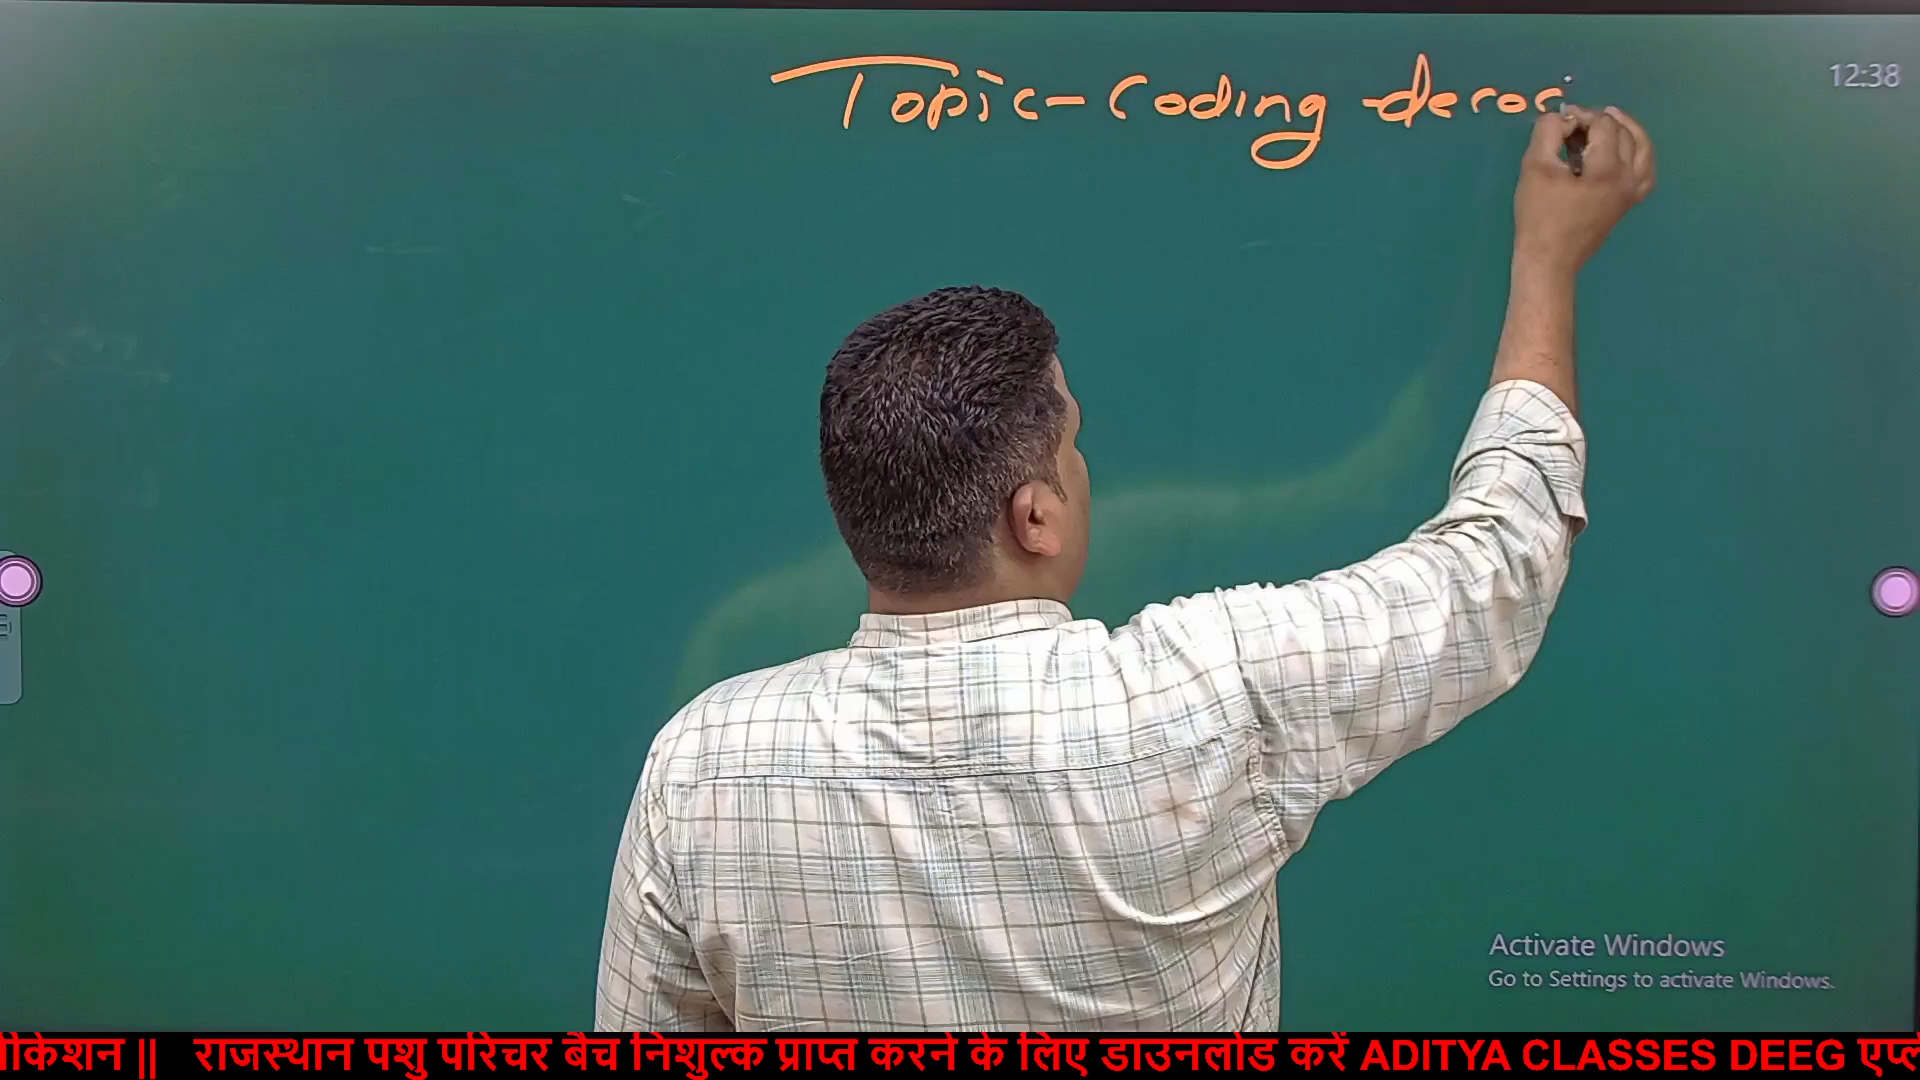 12:38
Topic - Coding decod
Activate Windows
Go to Settings to activate Windows.
राजस्थान पशु परिचर बैच निशुल्क प्राप्त करने के लिए डाउनलोड करें ADITYA CLASSES DEEG